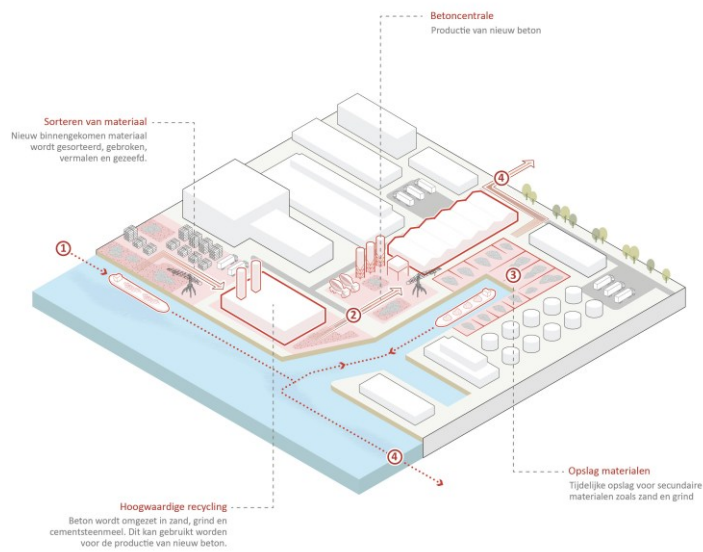 Betoncentrale
Productie van nieuw beton
Sorteren van materiaal
Nieuw binnengekomen materiaal
wordt gesorteerd, gebroken,
vermalen en gezeefd.
4
1
3
2
4
Opslag materialen
Tijdelijke opslag voor secundaire
materialen zoals zand en grind
Hoogwaardige recycling
Beton wordt omgezet in zand, grind en
cementsteenmeel. Dit kan gebruikt worden
voor de productie van nieuw beton.